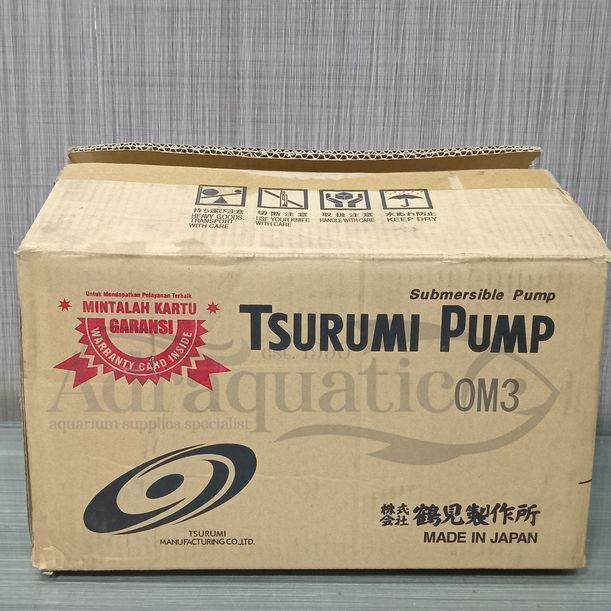 持ち運び注意
HEAVY GOODS.
TRANSPORT
WITH CARE
切断注意
USE YOUR KNIFE
WITH CARE
取扱注意
HANDLE WITH CARE
水ぬれ防止
KEEP DRY
Untuk Mendapatkan Pelayanan Terbaik
MINTALAH KARTU
GARANSI
WARRANTY CARD INSIDE
Submersible Pump
TSURUMI PUMP
Est. 1900
Adraquatic
aquarium supplies specialist
OM3
TSURUMI
MANUFACTURING CO.,LTD.
株式会社 鶴見製作所
MADE IN JAPAN